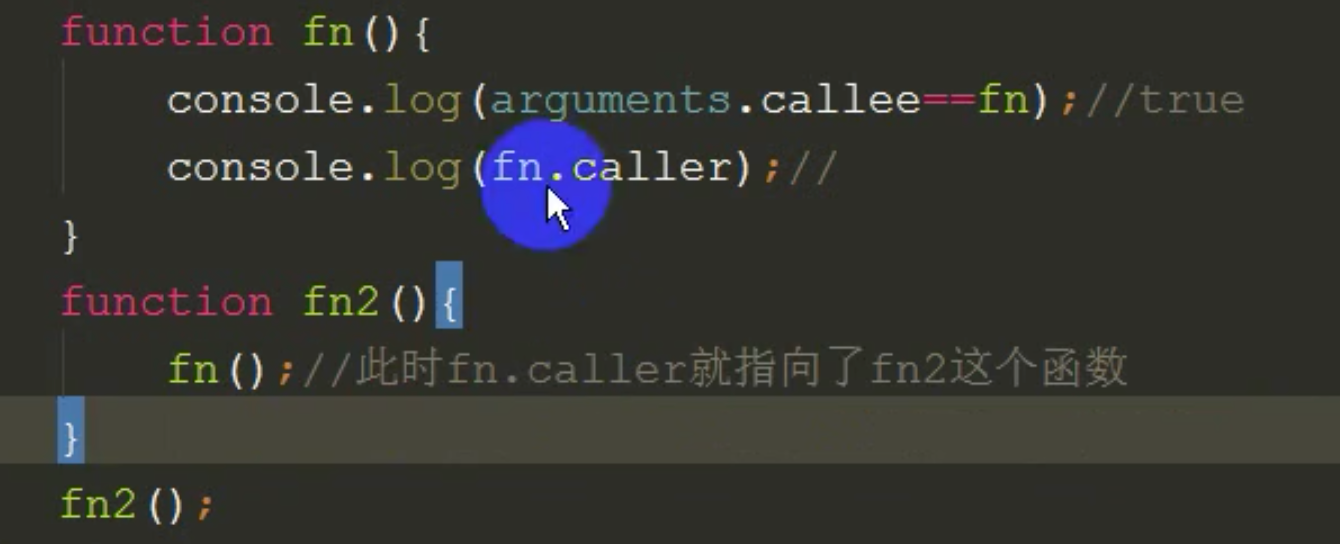 function fn(){
console.log(arguments.callee==fn);//true
console.log(fn.caller);//
}
function fn2(){
fn();//此时fn.caller就指向了fn2这个函数
}
fn2();